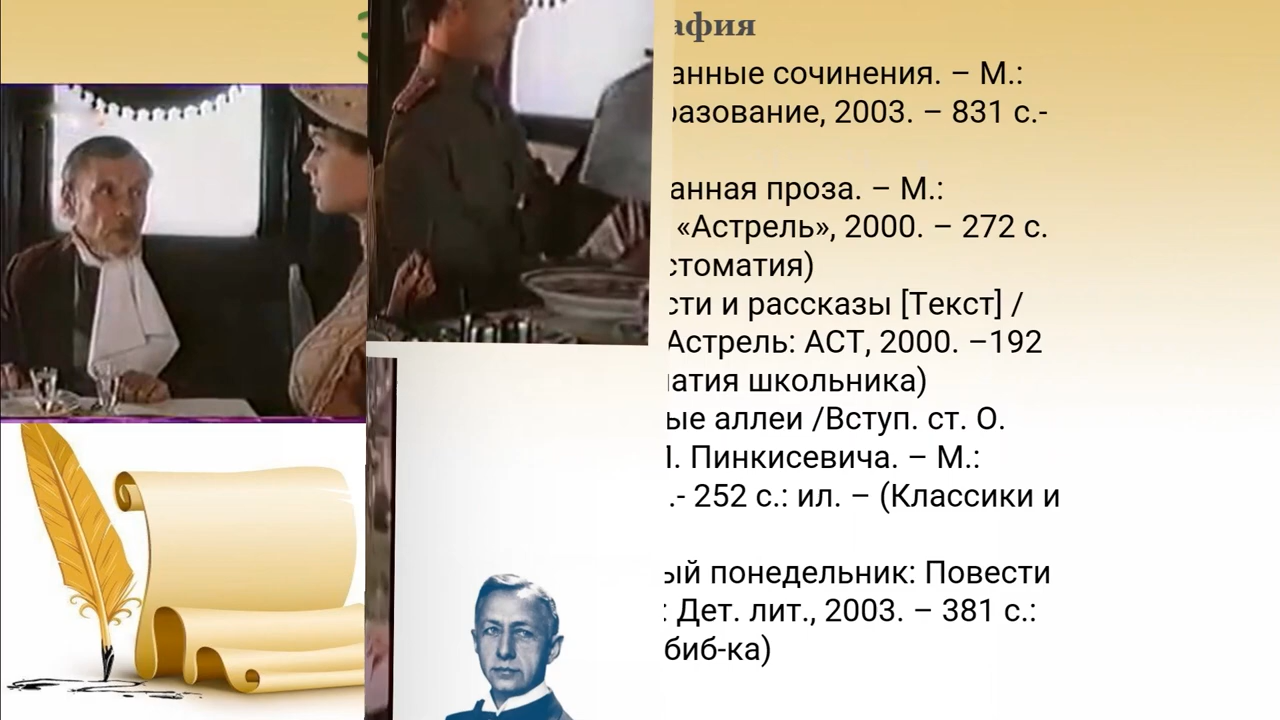 афия
анные сочинения. – М.:
разование, 2003. – 831 с.-
анная проза. – М.:
«Астрель», 2000. – 272 с.
стоматия)
сти и рассказы [Текст] /
Астрель: АСТ, 2000. –192
атия школьника)
ые аллеи /Вступ. ст. О.
Пинкисевича. – М.:
.- 252 с.: ил. – (Классики и
ый понедельник: Повести
: Дет. лит., 2003. – 381 с.:
биб-ка)